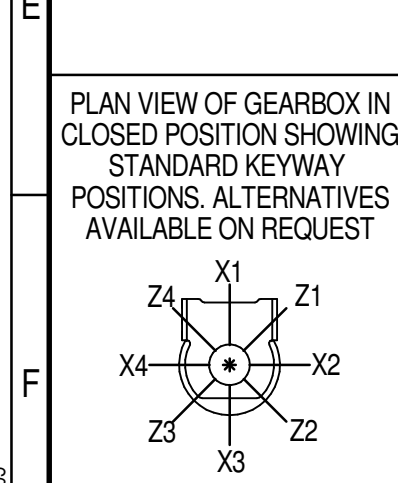 E
PLAN VIEW OF GEARBOX IN
CLOSED POSITION SHOWING
STANDARD KEYWAY
POSITIONS. ALTERNATIVES
AVAILABLE ON REQUEST
X1
Z4 Z1
X4 X2
F
Z3 Z2
X3